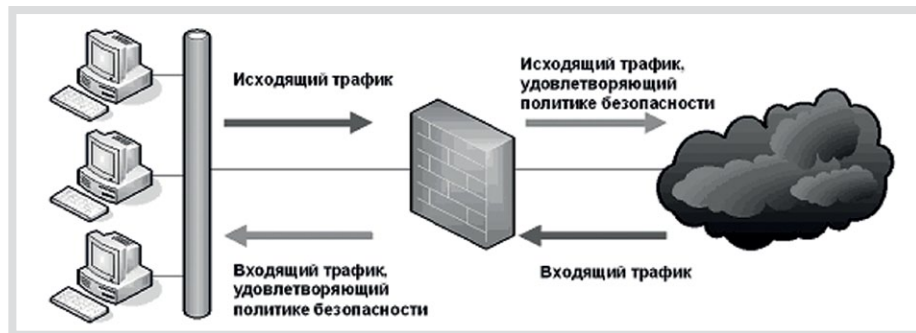 Исходящий трафик
Исходящий трафик,
удовлетворяющий
политике безопасности
Входящий трафик,
удовлетворяющий
политике безопасности
Входящий трафик